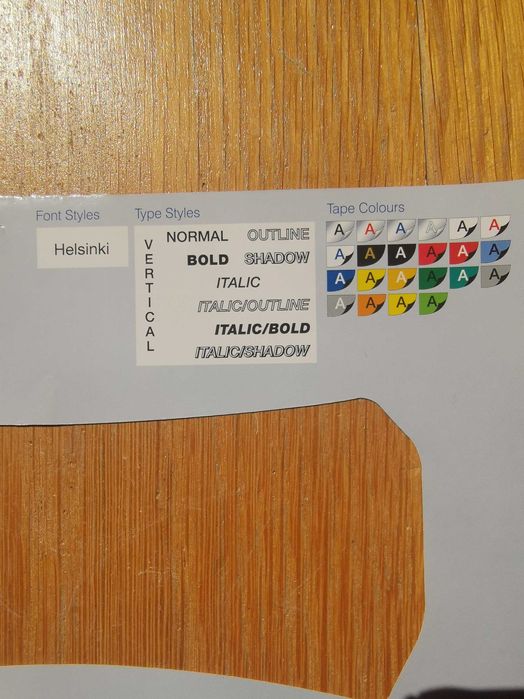 Font Styles
Helsinki
Type Styles
VERTICAL
NORMAL OUTLINE
BOLD SHADOW
ITALIC
ITALIC/OUTLINE
ITALIC/BOLD
ITALIC/SHADOW
Tape Colours
A A A A A A
A A A A A A
A A A A A A
A A A A